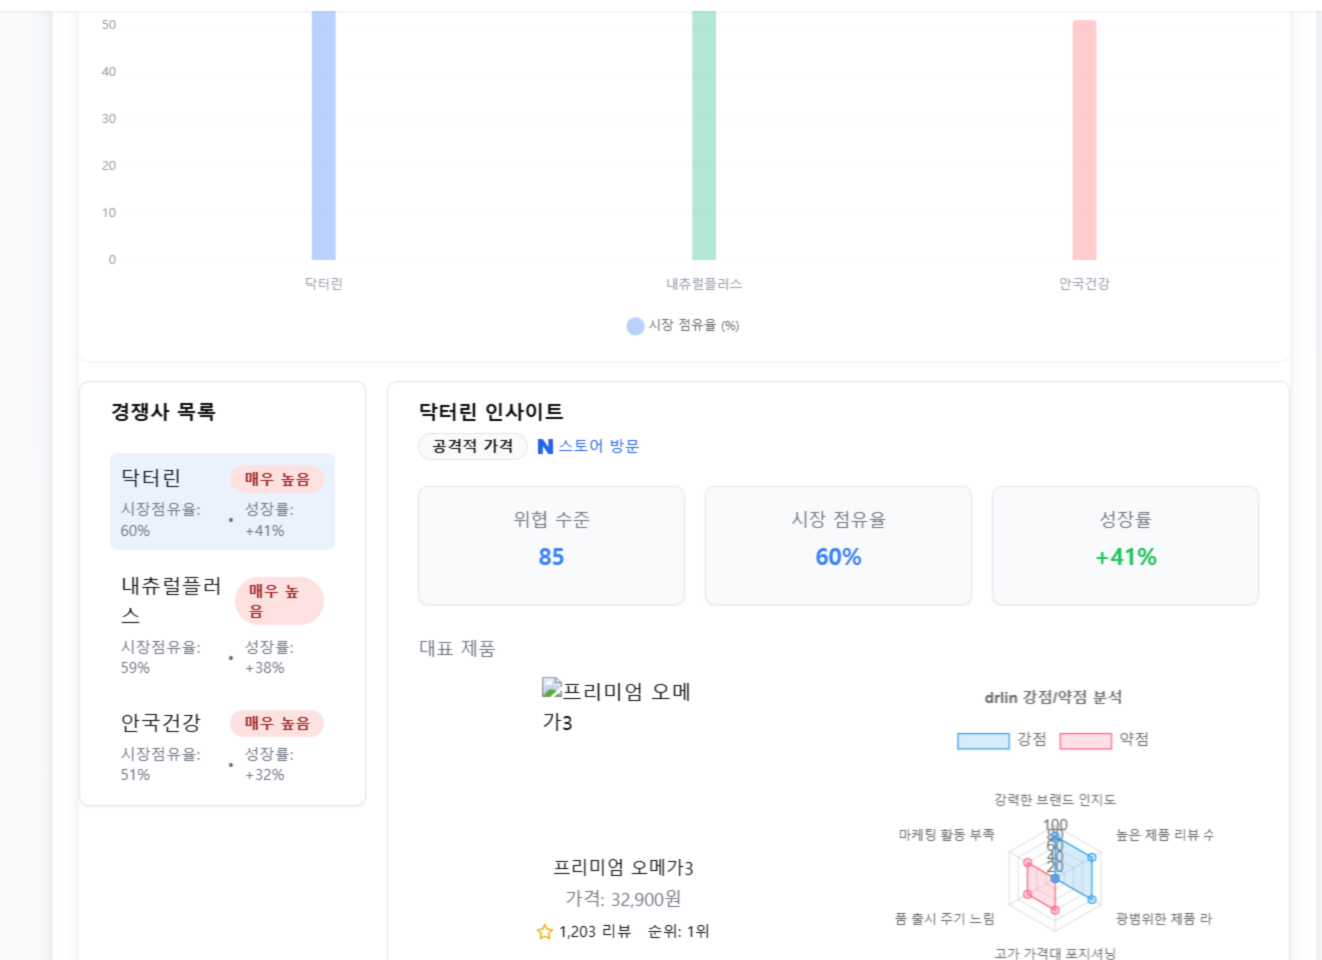 50
40
30
20
10
0
닥터린
내츄럴플러스
안국건강
시장 점유율 (%)
경쟁사 목록
닥터린
매우 높음
시장점유율:
60%
•
성장률:
+41%
내츄럴플러
스
매우 높
음
시장점유율:
59%
•
성장률:
+38%
안국건강
매우 높음
시장점유율:
51%
•
성장률:
+32%
닥터린 인사이트
공격적 가격
N 스토어 방문
위협 수준
85
시장 점유율
60%
성장률
+41%
대표 제품
프리미엄 오메
가3
프리미엄 오메가3
가격: 32,900원
1,203 리뷰 순위: 1위
drlin 강점/약점 분석
강점
약점
강력한 브랜드 인지도
마케팅 활동 부족
높은 제품 리뷰 수
100
80
60
40
20
품 출시 주기 느림
광범위한 제품 라
고가 가격대 포지셔닝